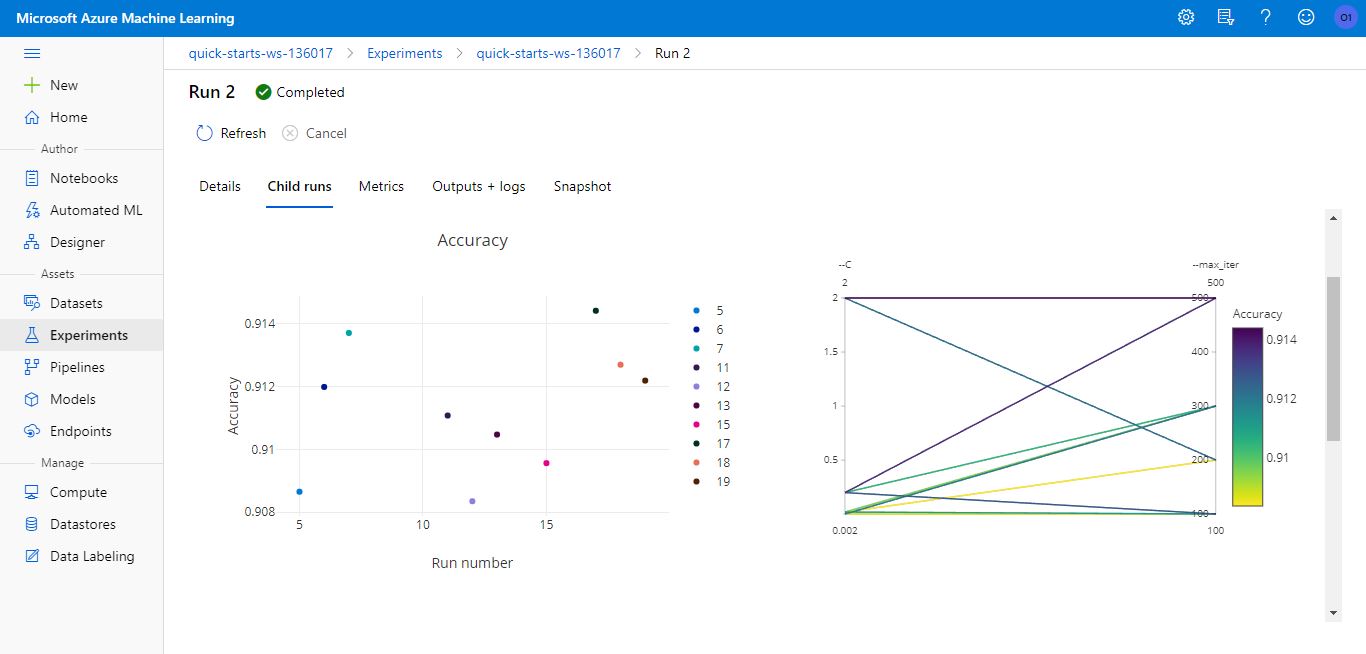 Microsoft Azure Machine Learning
O1
quick-starts-ws-136017 > Experiments > quick-starts-ws-136017 > Run 2
New
Home
Author
Notebooks
Automated ML
Designer
Assets
Datasets
Experiments
Pipelines
Models
Endpoints
Manage
Compute
Datastores
Data Labeling
Run 2 Completed
Refresh Cancel
Details Child runs Metrics Outputs + logs Snapshot
Accuracy
0.914
0.912
0.91
0.908
Accuracy
5 10 15
Run number
5
6
7
11
12
13
15
17
18
19
--C --max_iter
2 500
2
1.5
1
0.5
0.002
500
400
300
200
100
100
Accuracy
0.914
0.912
0.91